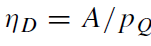 η_D = A/p_Q